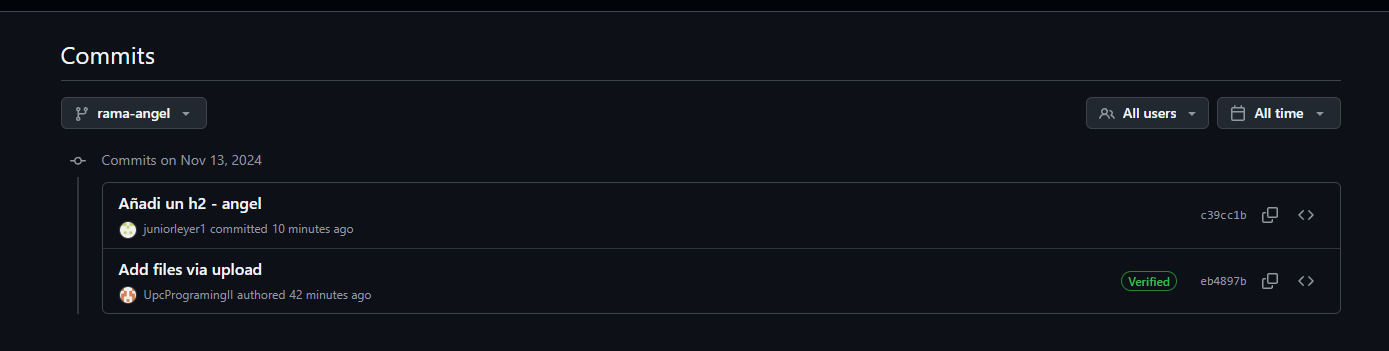 Commits
rama-angel
All users
All time
Commits on Nov 13, 2024
Añadi un h2 - angel
juniorleyer1 committed 10 minutes ago
c39cc1b
Add files via upload
UpcProgramingII authored 42 minutes ago
Verified
eb4897b